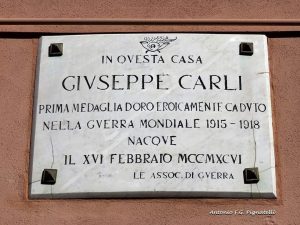 IN QVESTA CASA
GIVSEPPE CARLI
PRIMA MEDAGLIA D'ORO EROICAMENTE CADVTO
NELLA GVERRA MONDIALE 1915-1918
NACQVE
IL XVI FEBBRAIO MCCMXCVI
LE ASSOC. DI GVERRA
Antonio F.G. Pignatelli